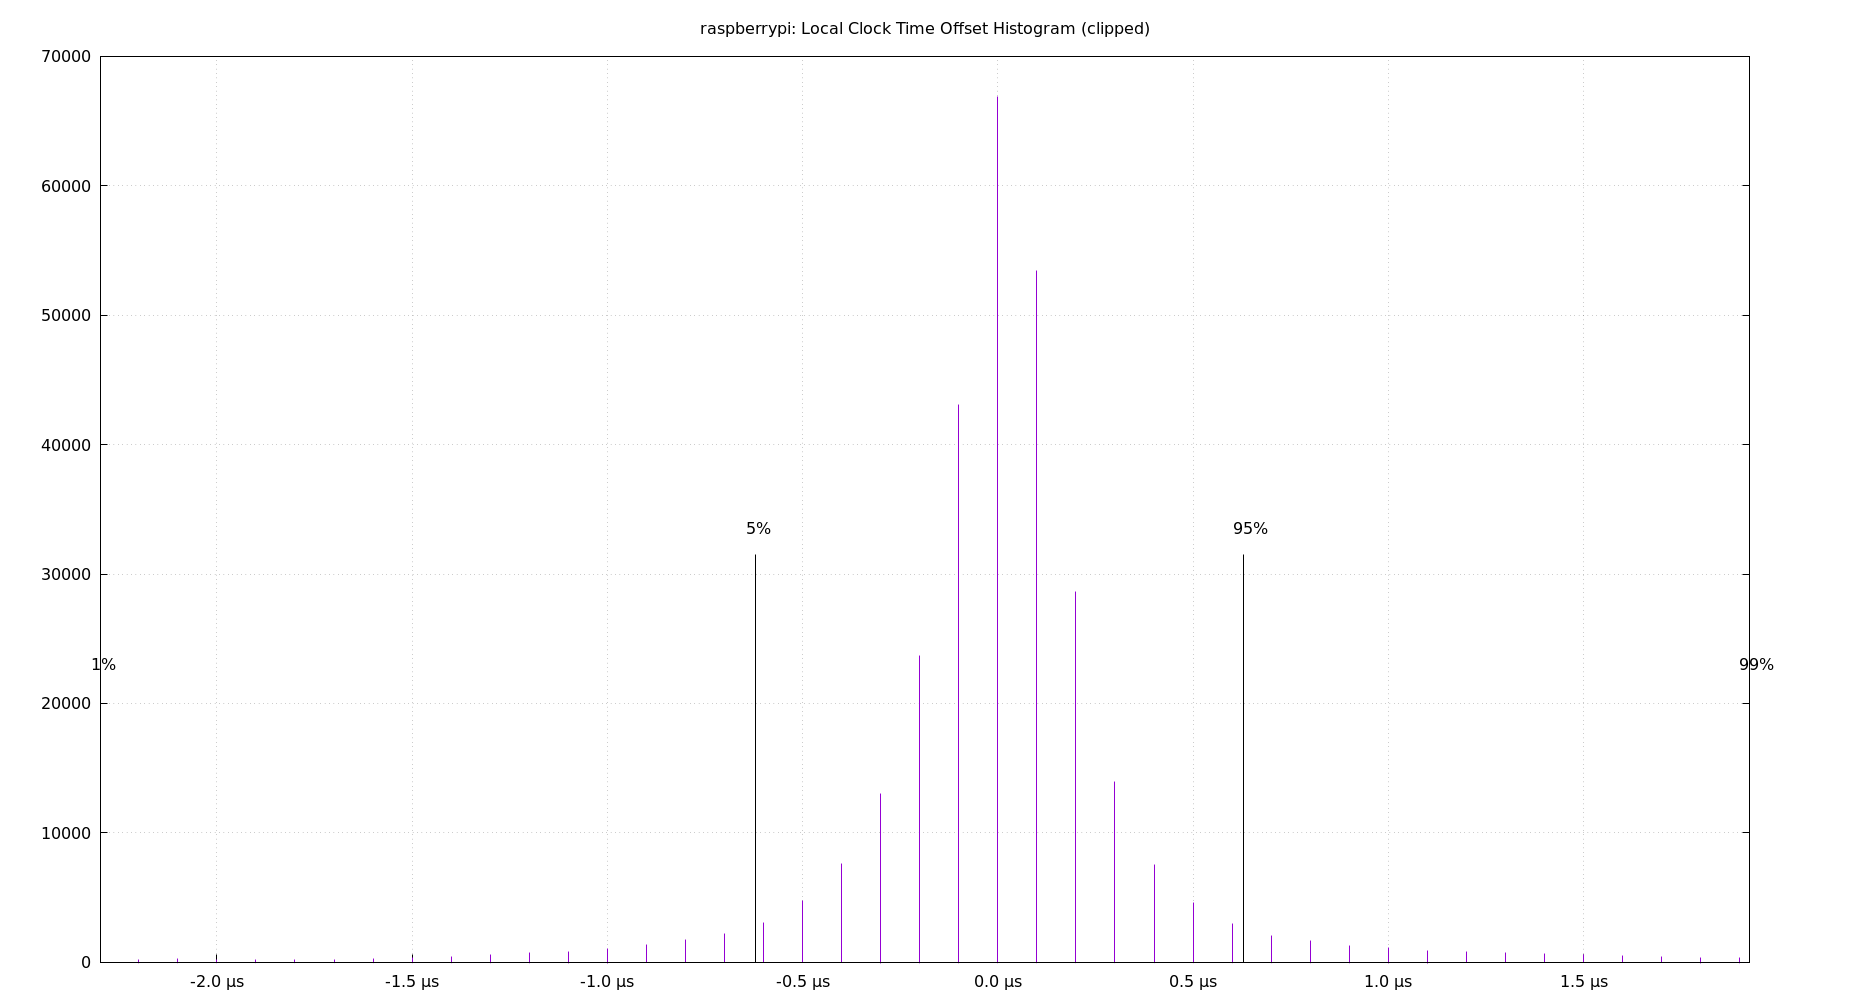 raspberrypi: Local Clock Time Offset Histogram (clipped)
70000
60000
50000
40000
5%
95%
30000
1%
99%
20000
10000
0
-2.0 µs
-1.5 µs
-1.0 µs
-0.5 µs
0.0 µs
0.5 µs
1.0 µs
1.5 µs